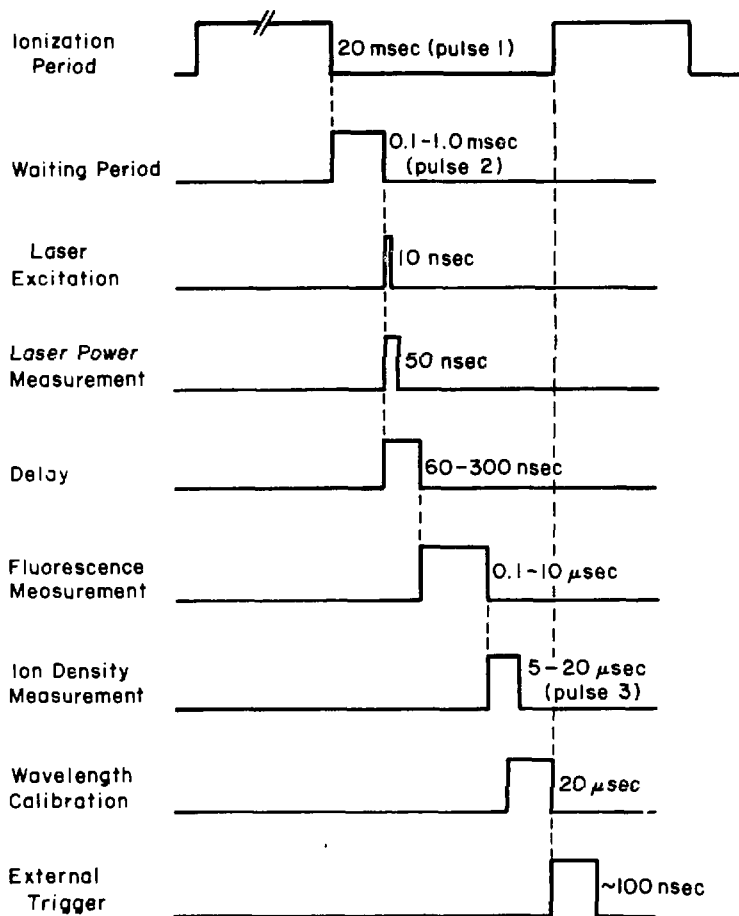 Ionization
Period
20 msec (pulse 1)
Waiting Period
0.1-1.0 msec
(pulse 2)
Laser
Excitation
10 nsec
Laser Power
Measurement
50 nsec
Delay
60-300 nsec
Fluorescence
Measurement
0.1-10 μsec
Ion Density
Measurement
5-20 μsec
(pulse 3)
Wavelength
Calibration
20 μsec
External
Trigger
~100 nsec